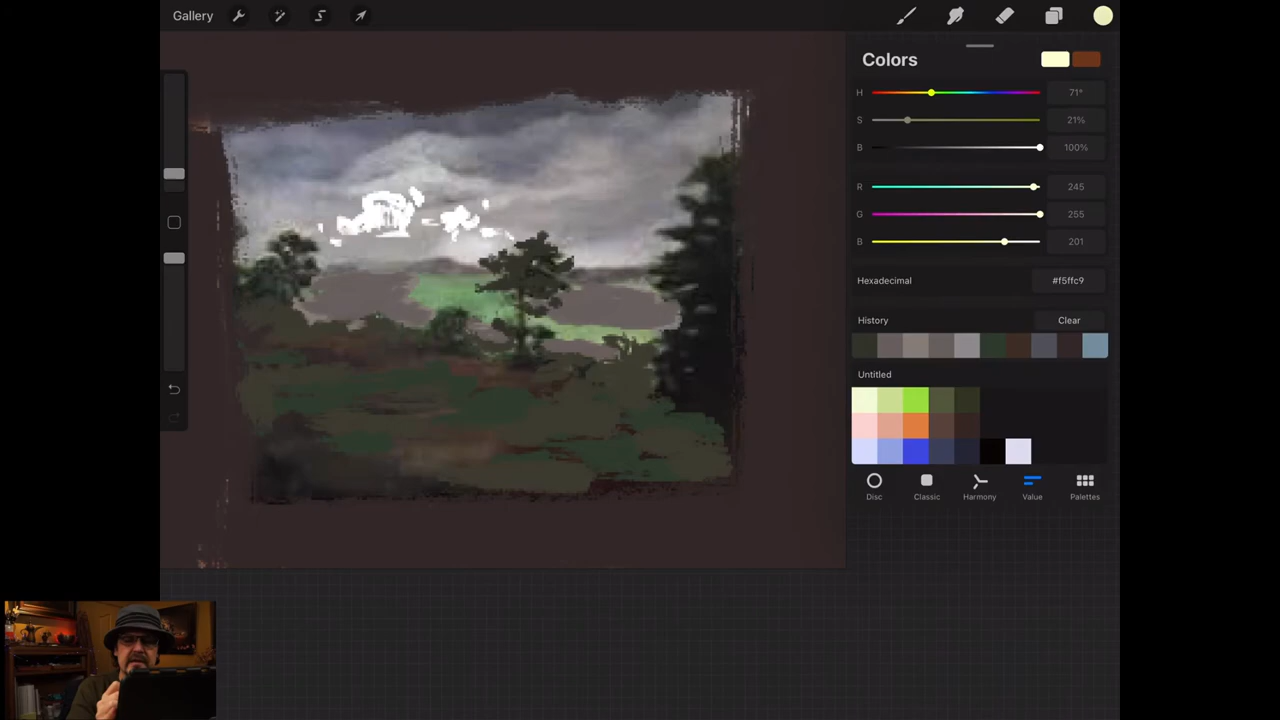 Gallery
Colors
H 71°
S 21%
B 100%
R 245
G 255
B 201
Hexadecimal #f5ffc9
History Clear
Untitled
Disc Classic Harmony Value Palettes